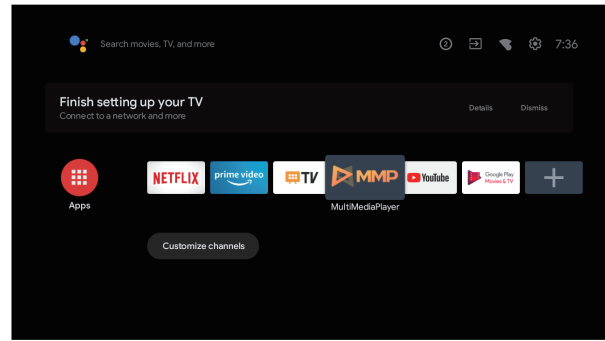 Search movies, TV, and more
2
7:36
Finish setting up your TV
Connect to a network and more
Details
Dismiss
Apps
NETFLIX
prime video
TV
MMP
YouTube
Google Play
Movies & TV
MultiMediaPlayer
Customize channels